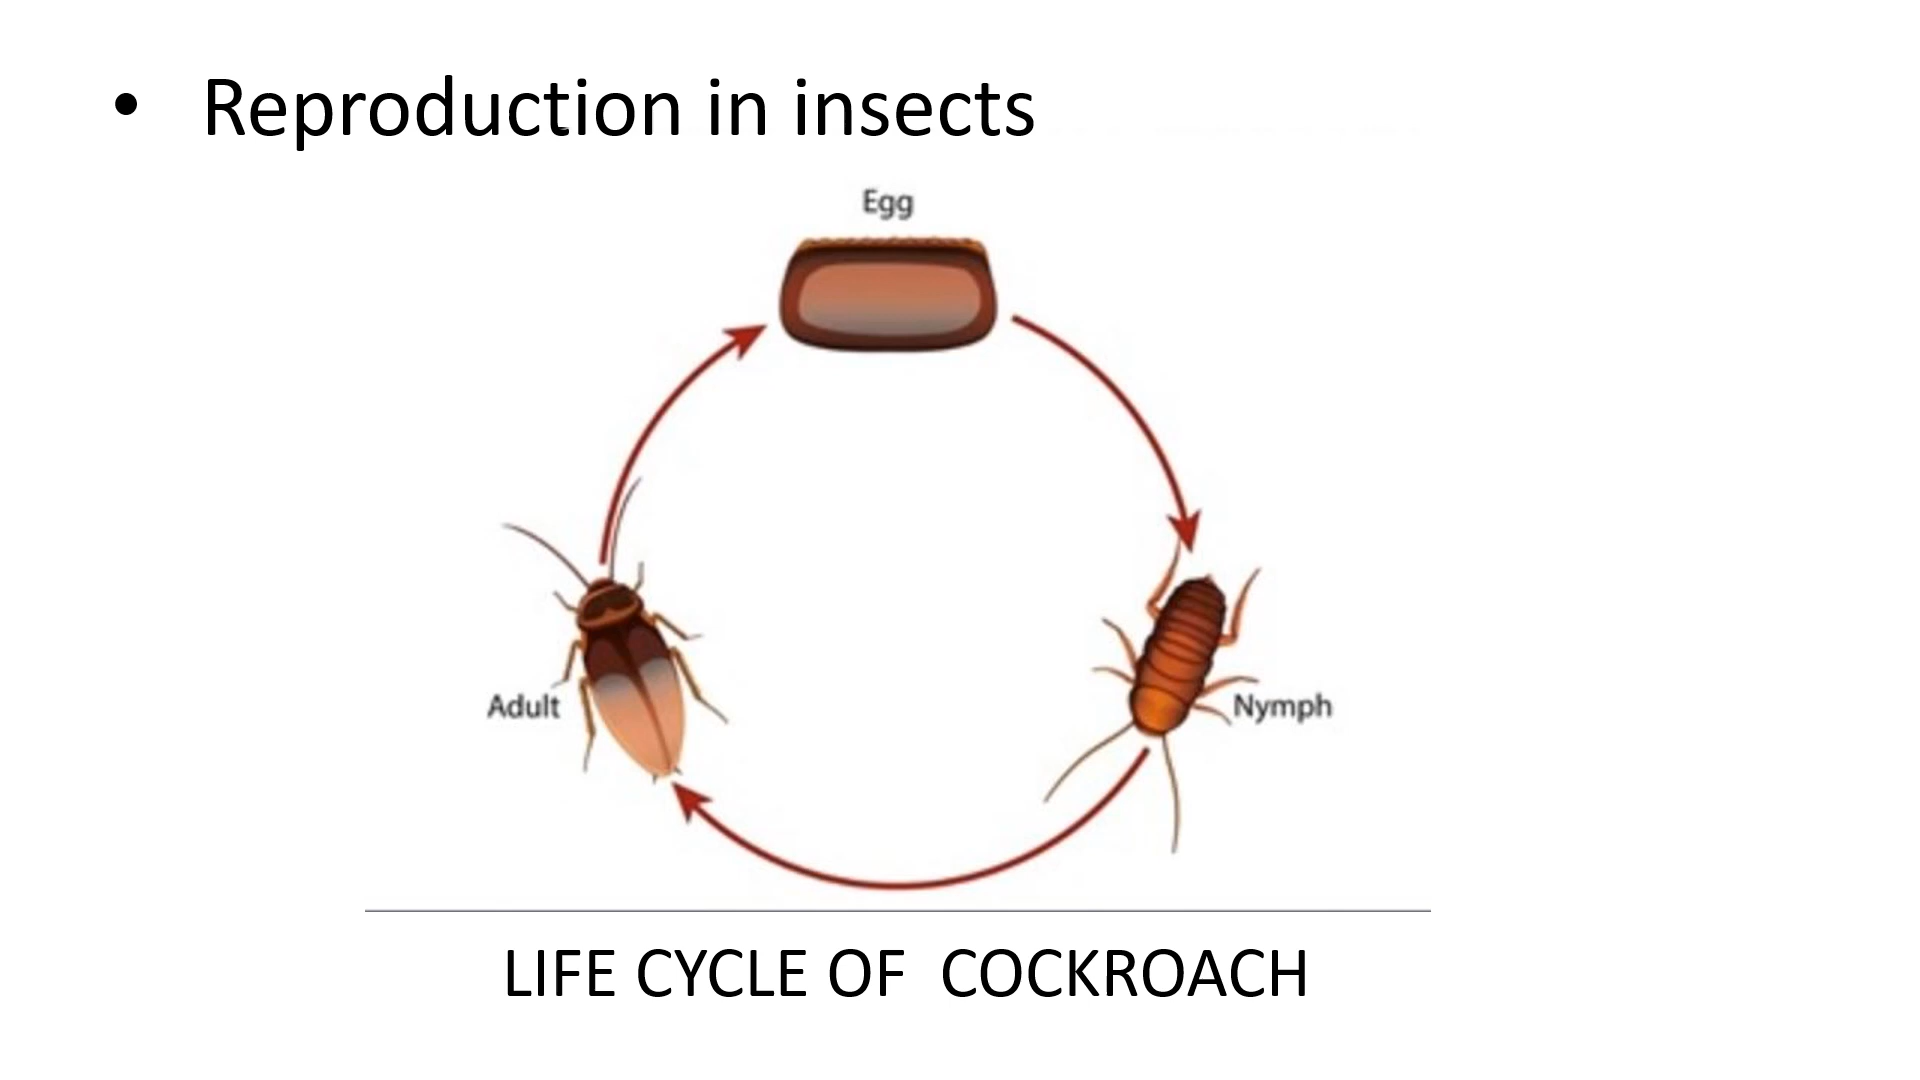 • Reproduction in insects
Egg
Adult
Nymph
LIFE CYCLE OF  COCKROACH